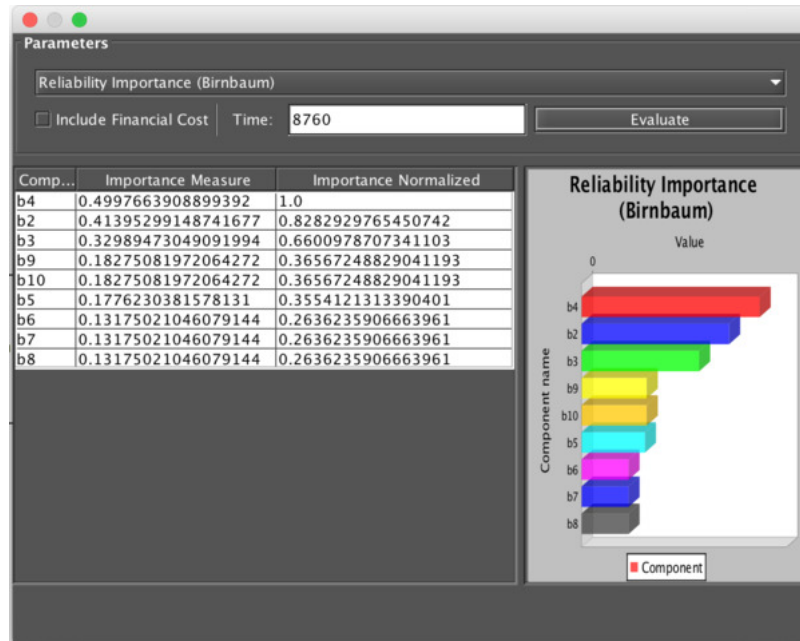 Parameters
Reliability Importance (Birnbaum)
Include Financial Cost Time: 8760 Evaluate
Comp... Importance Measure Importance Normalized
b4 0.4997663908899392 1.0
b2 0.41395299148741677 0.8282929765450742
b3 0.32989473049091994 0.6600978707341103
b9 0.18275081972064272 0.36567248829041193
b10 0.18275081972064272 0.36567248829041193
b5 0.1776230381578131 0.3554121313390401
b6 0.13175021046079144 0.2636235906663961
b7 0.13175021046079144 0.2636235906663961
b8 0.13175021046079144 0.2636235906663961
Reliability Importance
(Birnbaum)
Value
0
Component name
b4
b2
b3
b9
b10
b5
b6
b7
b8
Component